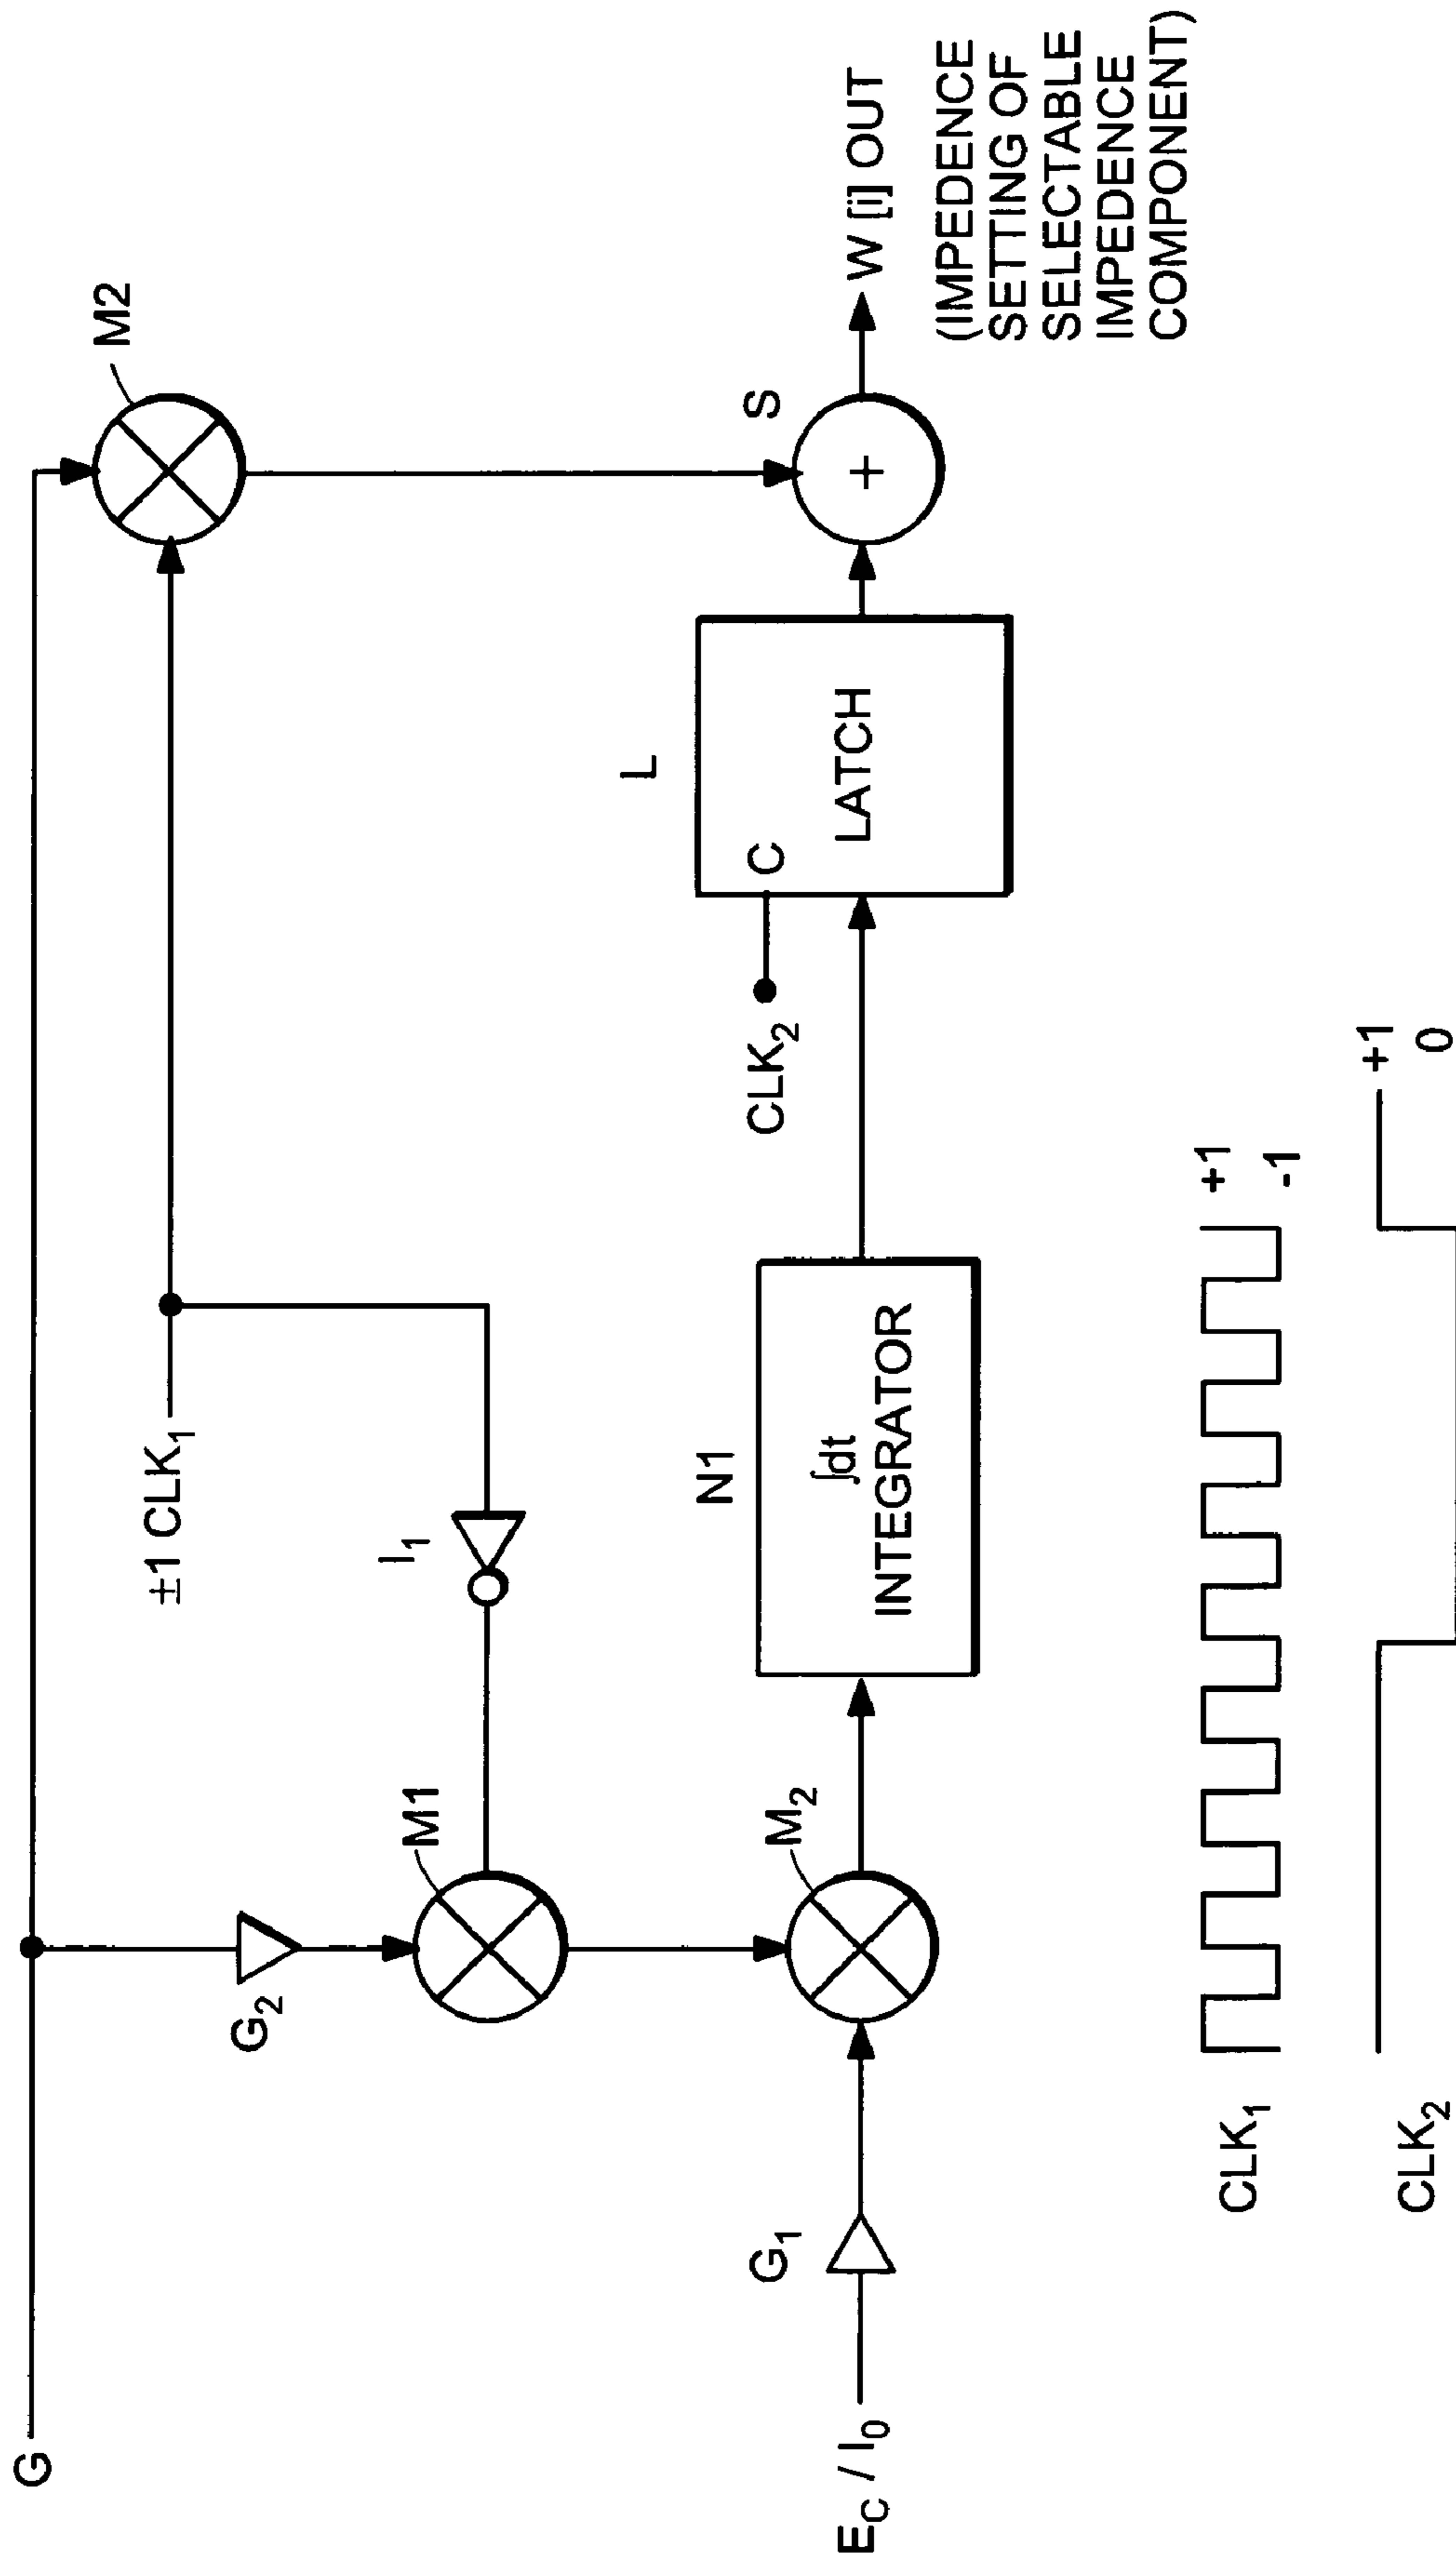 G
G₂
±1 CLK₁
I₁
M1
M2
E_C / I₀
G₁
M₂
N1
∫dt
INTEGRATOR
CLK₂
L
C
LATCH
S
+
W [i] OUT
(IMPEDENCE
SETTING OF
SELECTABLE
IMPEDENCE
COMPONENT)
CLK₁
+1
-1
CLK₂
+1
0